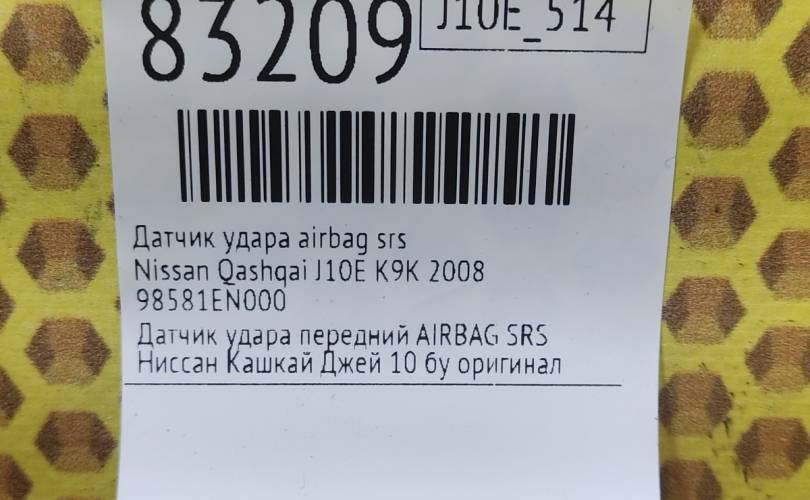 83209
J10E_514
Датчик удара airbag srs
Nissan Qashqai J10E K9K 2008
98581EN000
Датчик удара передний AIRBAG SRS
Ниссан Кашкай Джей 10 бу оригинал